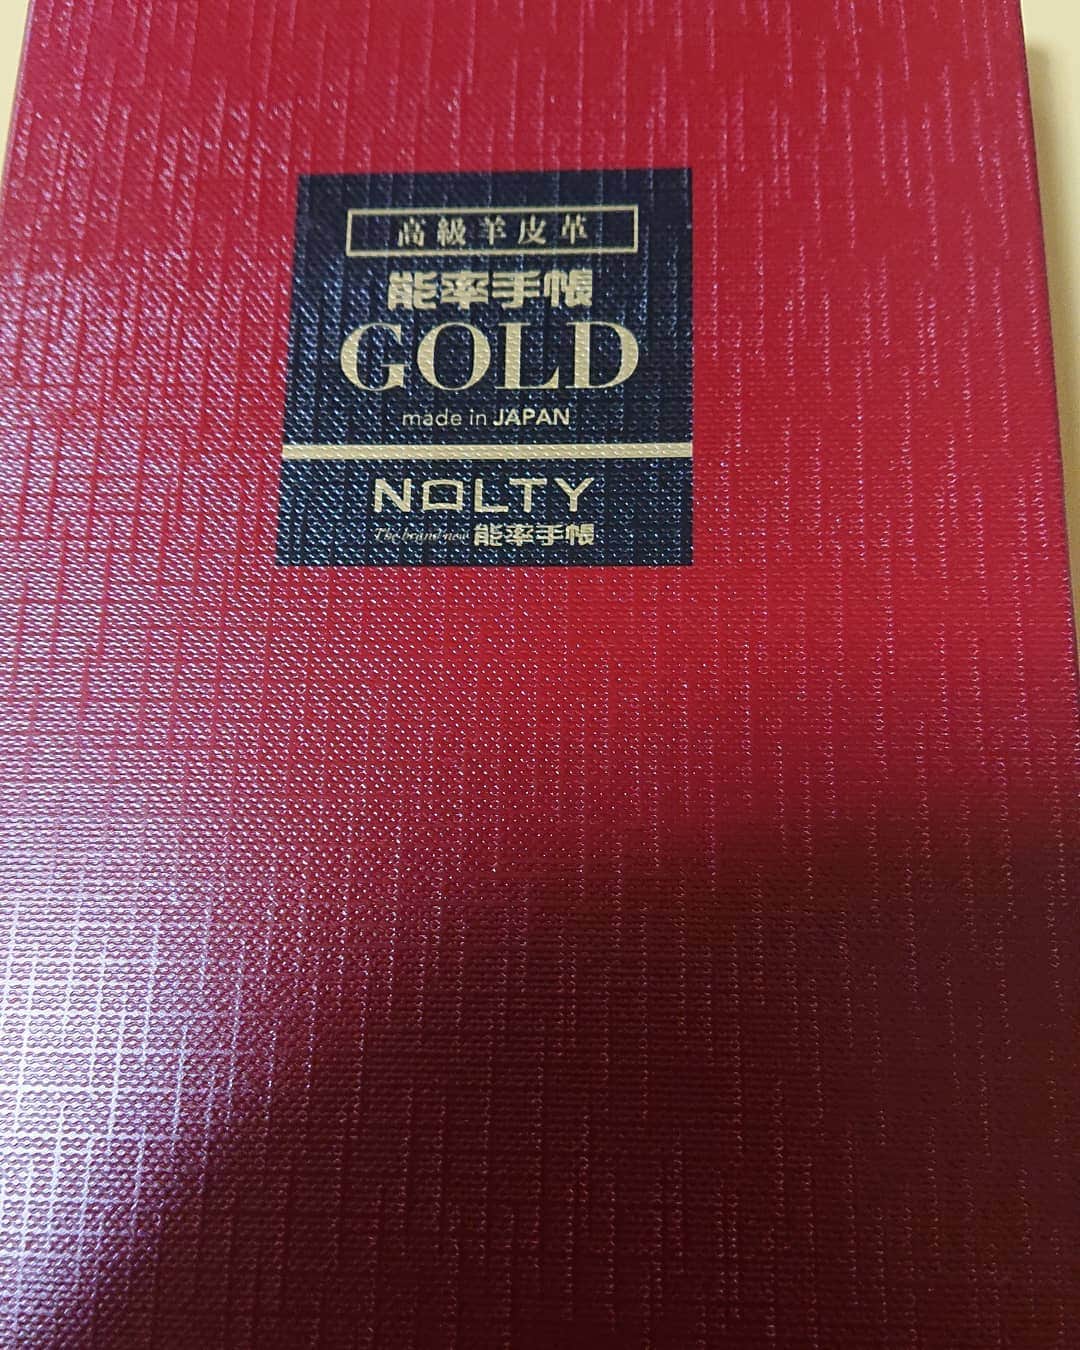 高級羊皮革
能率手帳
GOLD
made in JAPAN
NOLTY
The brand new 能率手帳